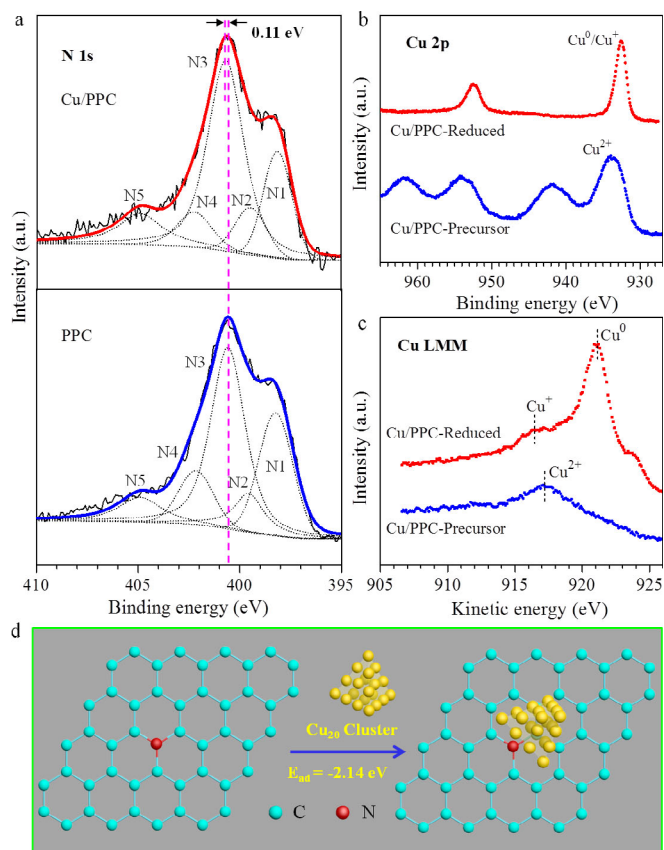 a
0.11 eV
N 1s
Cu/PPC
N3
N5
N4
N2
N1
Intensity (a.u.)
PPC
N3
N4
N5
N2
N1
410 405 400 395
Binding energy (eV)
b
Cu 2p
Cu⁰/Cu⁺
Cu/PPC-Reduced
Cu²⁺
Cu/PPC-Precursor
Intensity (a.u.)
960 950 940 930
Binding energy (eV)
c
Cu LMM
Cu⁰
Cu⁺
Cu/PPC-Reduced
Cu²⁺
Cu/PPC-Precursor
Intensity (a.u.)
905 910 915 920 925
Kinetic energy (eV)
d
Cu₂₀ Cluster
Eₐd = -2.14 eV
C N